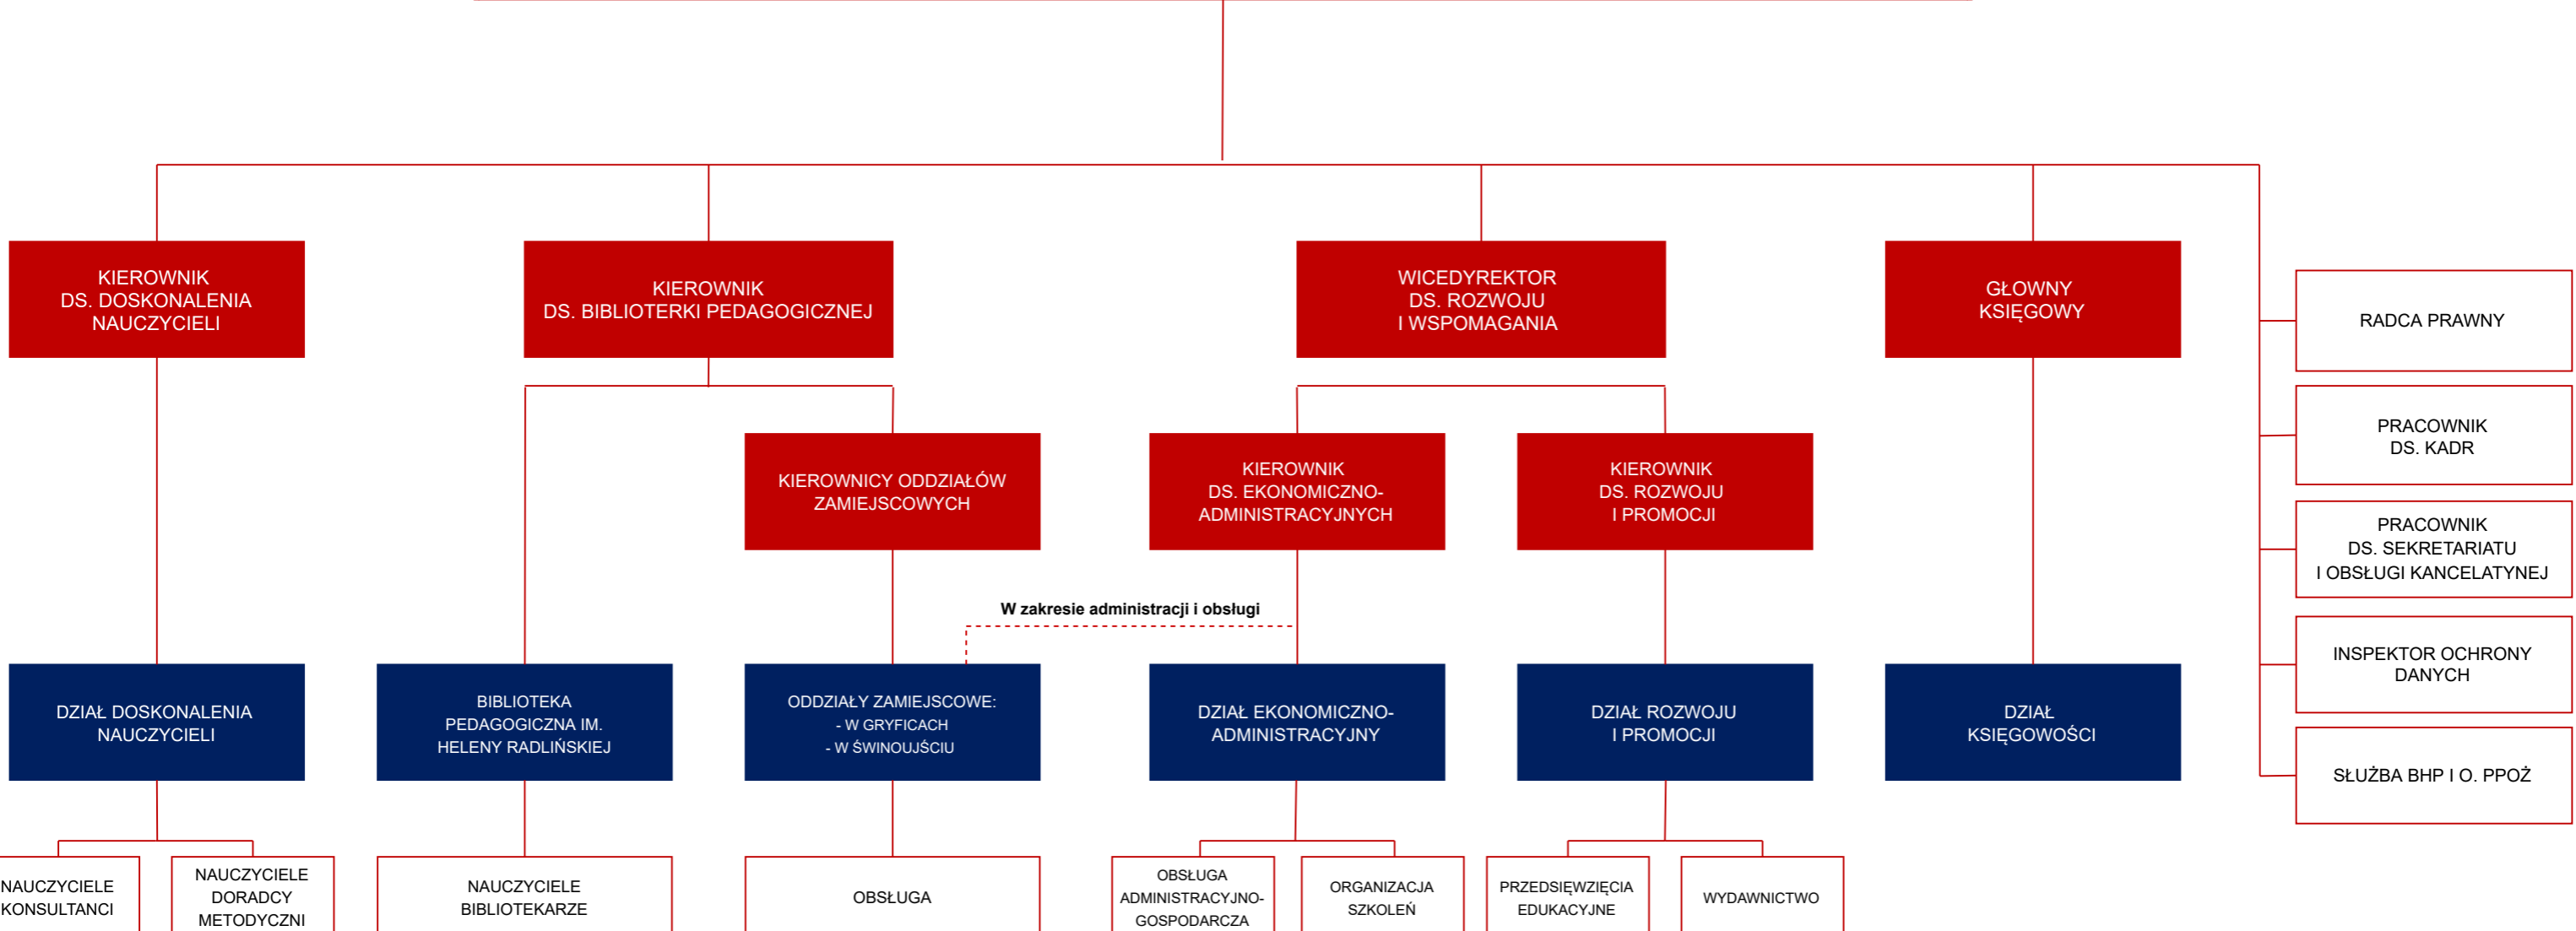 KIEROWNIK
DS. DOSKONALENIA
NAUCZYCIELI
KIEROWNIK
DS. BIBLIOTERKI PEDAGOGICZNEJ
WICEDYREKTOR
DS. ROZWOJU
I WSPOMAGANIA
GŁOWNY
KSIĘGOWY
RADCA PRAWNY
PRACOWNIK
DS. KADR
PRACOWNIK
DS. SEKRETARIATU
I OBSŁUGI KANCELATYNEJ
INSPEKTOR OCHRONY
DANYCH
SŁUŻBA BHP I O. PPOŻ
KIEROWNICY ODDZIAŁÓW
ZAMIEJSCOWYCH
KIEROWNIK
DS. EKONOMICZNO-
ADMINISTRACYJNYCH
KIEROWNIK
DS. ROZWOJU
I PROMOCJI
W zakresie administracji i obsługi
DZIAŁ DOSKONALENIA
NAUCZYCIELI
BIBLIOTEKA
PEDAGOGICZNA IM.
HELENY RADLIŃSKIEJ
ODDZIAŁY ZAMIEJSCOWE:
- W GRYFICACH
- W ŚWINOUJŚCIU
DZIAŁ EKONOMICZNO-
ADMINISTRACYJNY
DZIAŁ ROZWOJU
I PROMOCJI
DZIAŁ
KSIĘGOWOŚCI
NAUCZYCIELE
KONSULTANCI
NAUCZYCIELE
DORADCY
METODYCZNI
NAUCZYCIELE
BIBLIOTEKARZE
OBSŁUGA
OBSŁUGA
ADMINISTRACYJNO-
GOSPODARCZA
ORGANIZACJA
SZKOLEŃ
PRZEDSIĘWZIĘCIA
EDUKACYJNE
WYDAWNICTWO